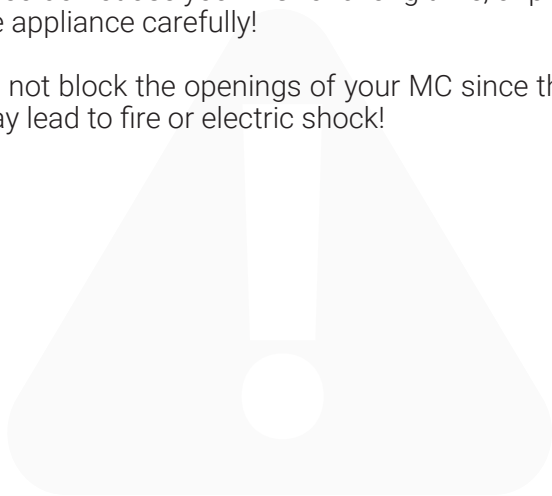 e appliance carefully!
not block the openings of your MC since th
ay lead to fire or electric shock!